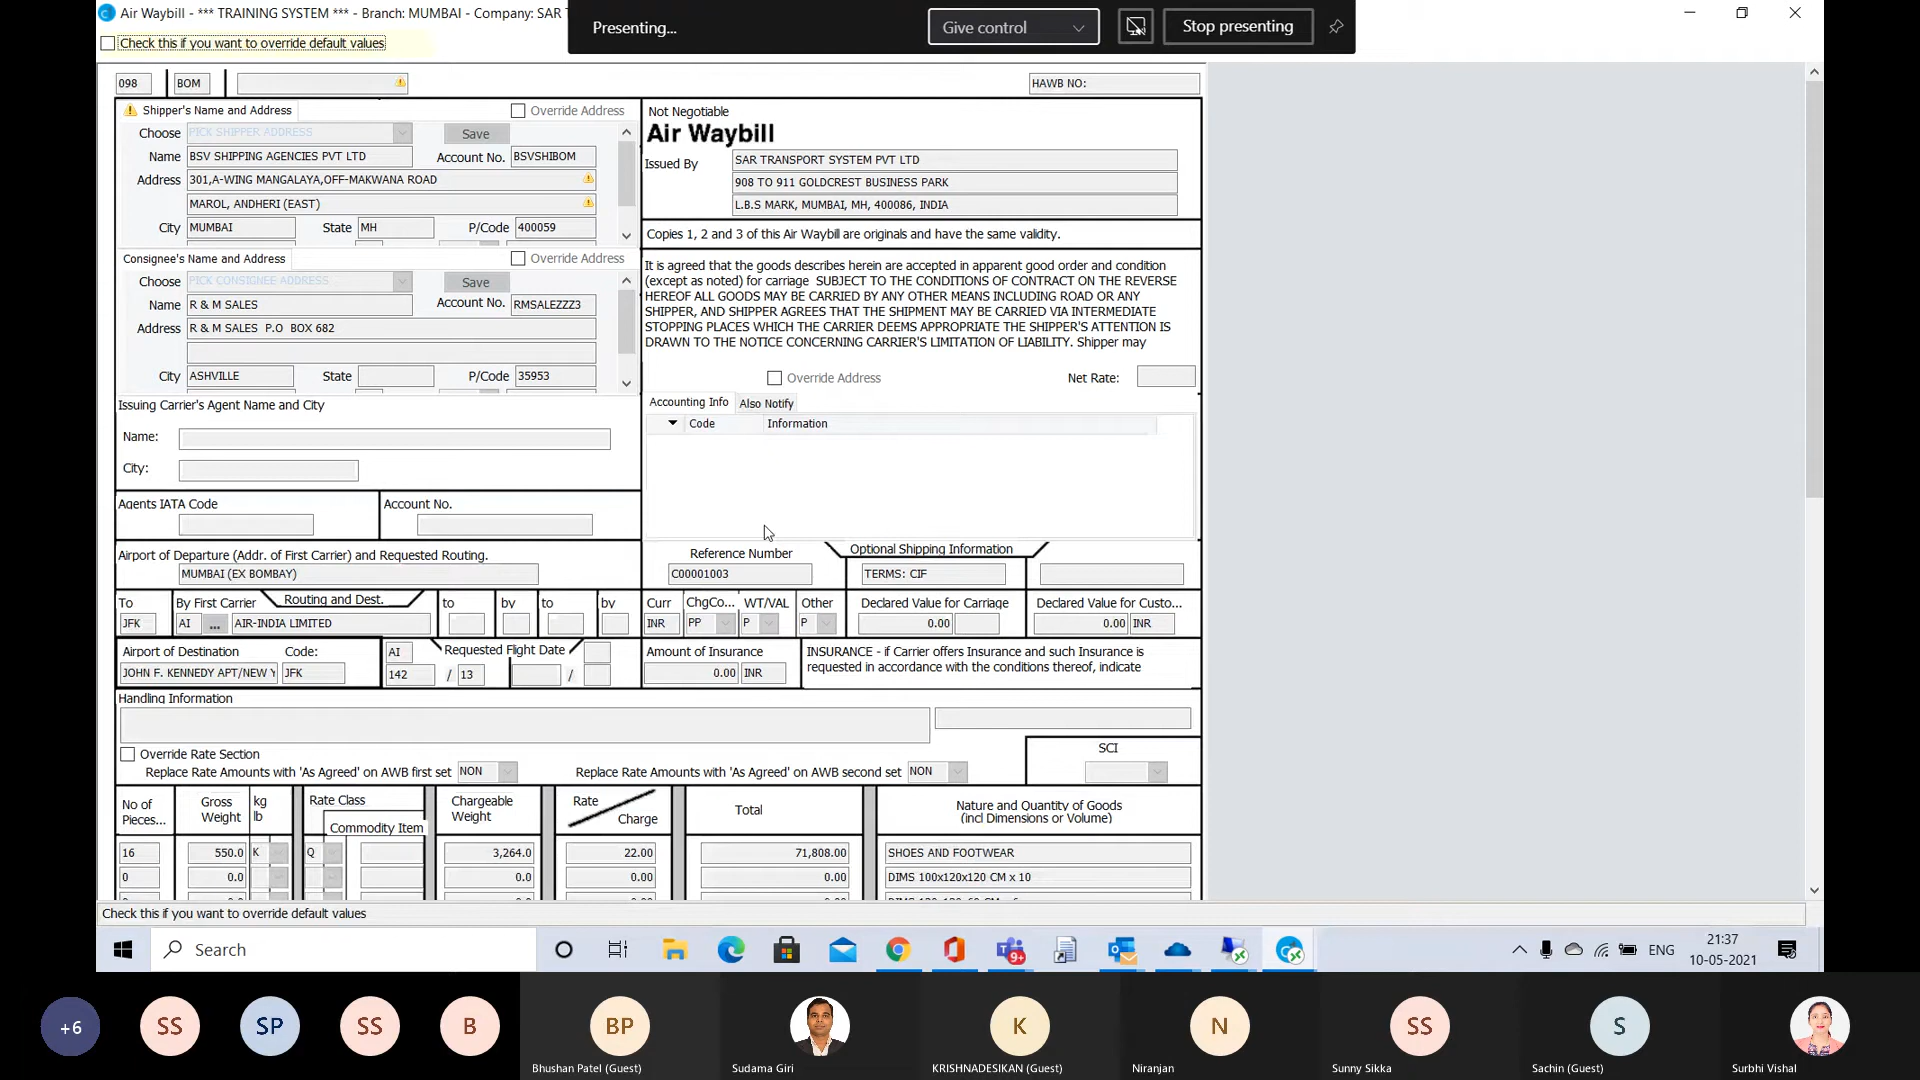 Air Waybill - *** TRAINING SYSTEM *** - Branch: MUMBAI - Company: SAR
Presenting...
Give control
Stop presenting
Check this if you want to override default values
098
BOM
HAWB NO:
Shipper's Name and Address
Override Address
Choose PICK SHIPPER ADDRESS Save
Name BSV SHIPPING AGENCIES PVT LTD Account No. BSVSHIBOM
Address 301,A-WING MANGALAYA,OFF-MAKWANA ROAD
MAROL, ANDHERI (EAST)
City MUMBAI State MH P/Code 400059
Not Negotiable
Air Waybill
Issued By
SAR TRANSPORT SYSTEM PVT LTD
908 TO 911 GOLDCREST BUSINESS PARK
L.B.S MARK, MUMBAI, MH, 400086, INDIA
Copies 1, 2 and 3 of this Air Waybill are originals and have the same validity.
Consignee's Name and Address
Override Address
Choose PICK CONSIGNEE ADDRESS Save
Name R & M SALES Account No. RMSALEZZZ3
Address R & M SALES P.O BOX 682
City ASHVILLE State P/Code 35953
It is agreed that the goods describes herein are accepted in apparent good order and condition
(except as noted) for carriage SUBJECT TO THE CONDITIONS OF CONTRACT ON THE REVERSE
HEREOF ALL GOODS MAY BE CARRIED BY ANY OTHER MEANS INCLUDING ROAD OR ANY
SHIPPER, AND SHIPPER AGREES THAT THE SHIPMENT MAY BE CARRIED VIA INTERMEDIATE
STOPPING PLACES WHICH THE CARRIER DEEMS APPROPRIATE THE SHIPPER'S ATTENTION IS
DRAWN TO THE NOTICE CONCERNING CARRIER'S LIMITATION OF LIABILITY. Shipper may
Override Address
Net Rate:
Issuing Carrier's Agent Name and City
Name:
City:
Accounting Info Also Notify
Code Information
Agents IATA Code
Account No.
Airport of Departure (Addr. of First Carrier) and Requested Routing.
MUMBAI (EX BOMBAY)
Reference Number
C00001003
Optional Shipping Information
TERMS: CIF
To By First Carrier Routing and Dest. to by to by
JFK AI ... AIR-INDIA LIMITED
Curr ChgCo... WT/VAL Other Declared Value for Carriage Declared Value for Custo...
INR PP P P 0.00 0.00 INR
Airport of Destination Code: AI Requested Flight Date
JOHN F. KENNEDY APT/NEW Y JFK 142 / 13 /
Amount of Insurance
0.00 INR
INSURANCE - if Carrier offers Insurance and such Insurance is
requested in accordance with the conditions thereof, indicate
Handling Information
Override Rate Section
SCI
Replace Rate Amounts with 'As Agreed' on AWB first set NON
Replace Rate Amounts with 'As Agreed' on AWB second set NON
No of
Pieces...
Gross
Weight
kg
lb
Rate Class
Commodity Item
Chargeable
Weight
Rate
Charge
Total
Nature and Quantity of Goods
(incl Dimensions or Volume)
16 550.0 K Q 3,264.0 22.00 71,808.00 SHOES AND FOOTWEAR
0 0.0 0.0 0.00 0.00 DIMS 100x120x120 CM x 10
Check this if you want to override default values
Search
9+
ENG
21:37
10-05-2021
+6
SS
SP
SS
B
BP
K
N
SS
S
Bhushan Patel (Guest)
Sudama Giri
KRISHNADESIKAN (Guest)
Niranjan
Sunny Sikka
Sachin (Guest)
Surbhi Vishal